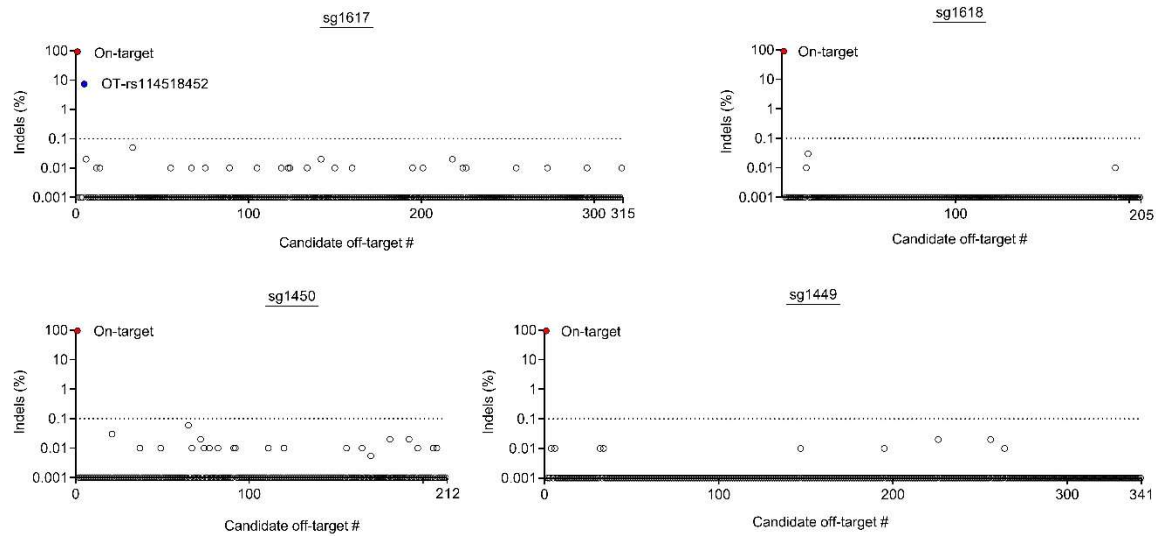 sg1617
Indels (%)
100
10
1
0.1
0.01
0.001
On-target
OT-rs114518452
0
100
200
300
315
Candidate off-target #
sg1618
Indels (%)
100
10
1
0.1
0.01
0.001
On-target
100
205
Candidate off-target #
sg1450
Indels (%)
100
10
1
0.1
0.01
0.001
On-target
0
100
212
Candidate off-target #
sg1449
Indels (%)
100
10
1
0.1
0.01
0.001
On-target
0
100
200
300
341
Candidate off-target #